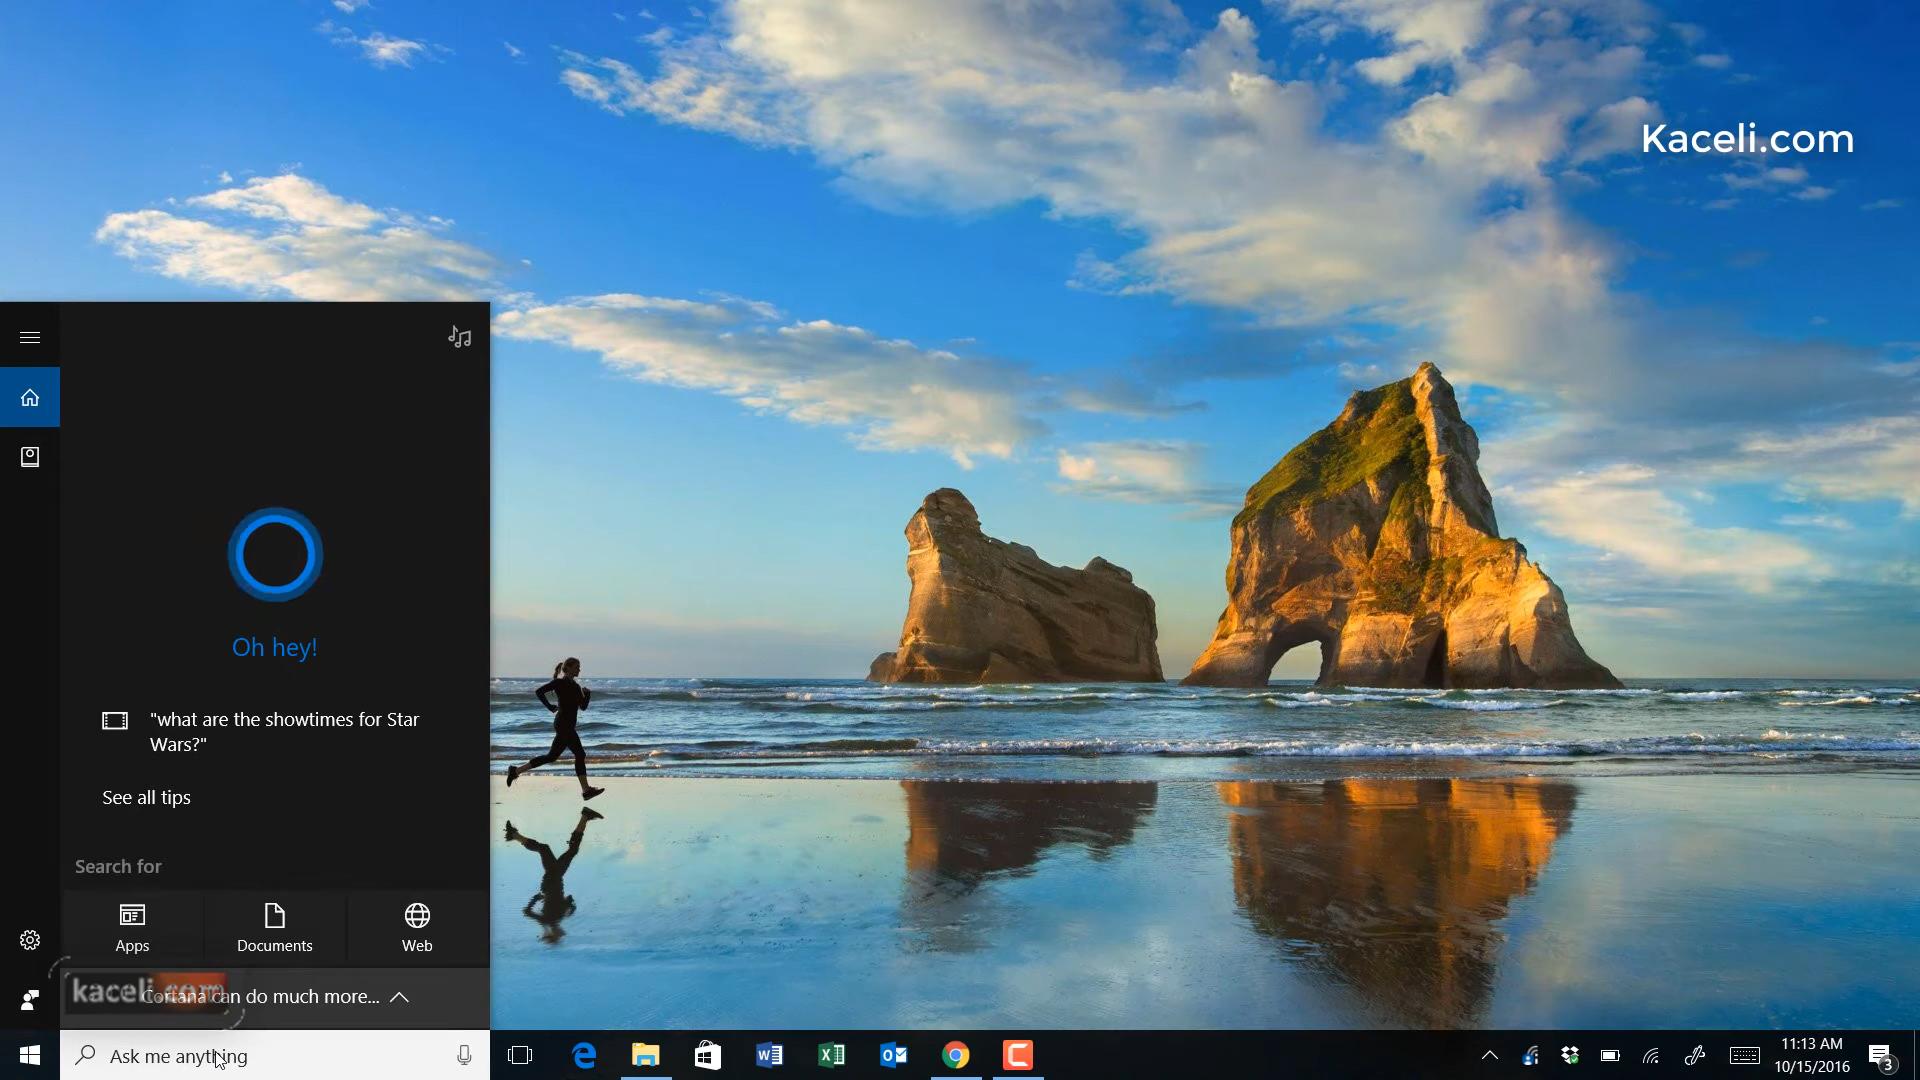 Kaceli.com
Oh hey!
"what are the showtimes for Star
Wars?"
See all tips
Search for
Apps
Documents
Web
kaceli.com
Cortana can do much more...
Ask me anything
11:13 AM
10/15/2016
3